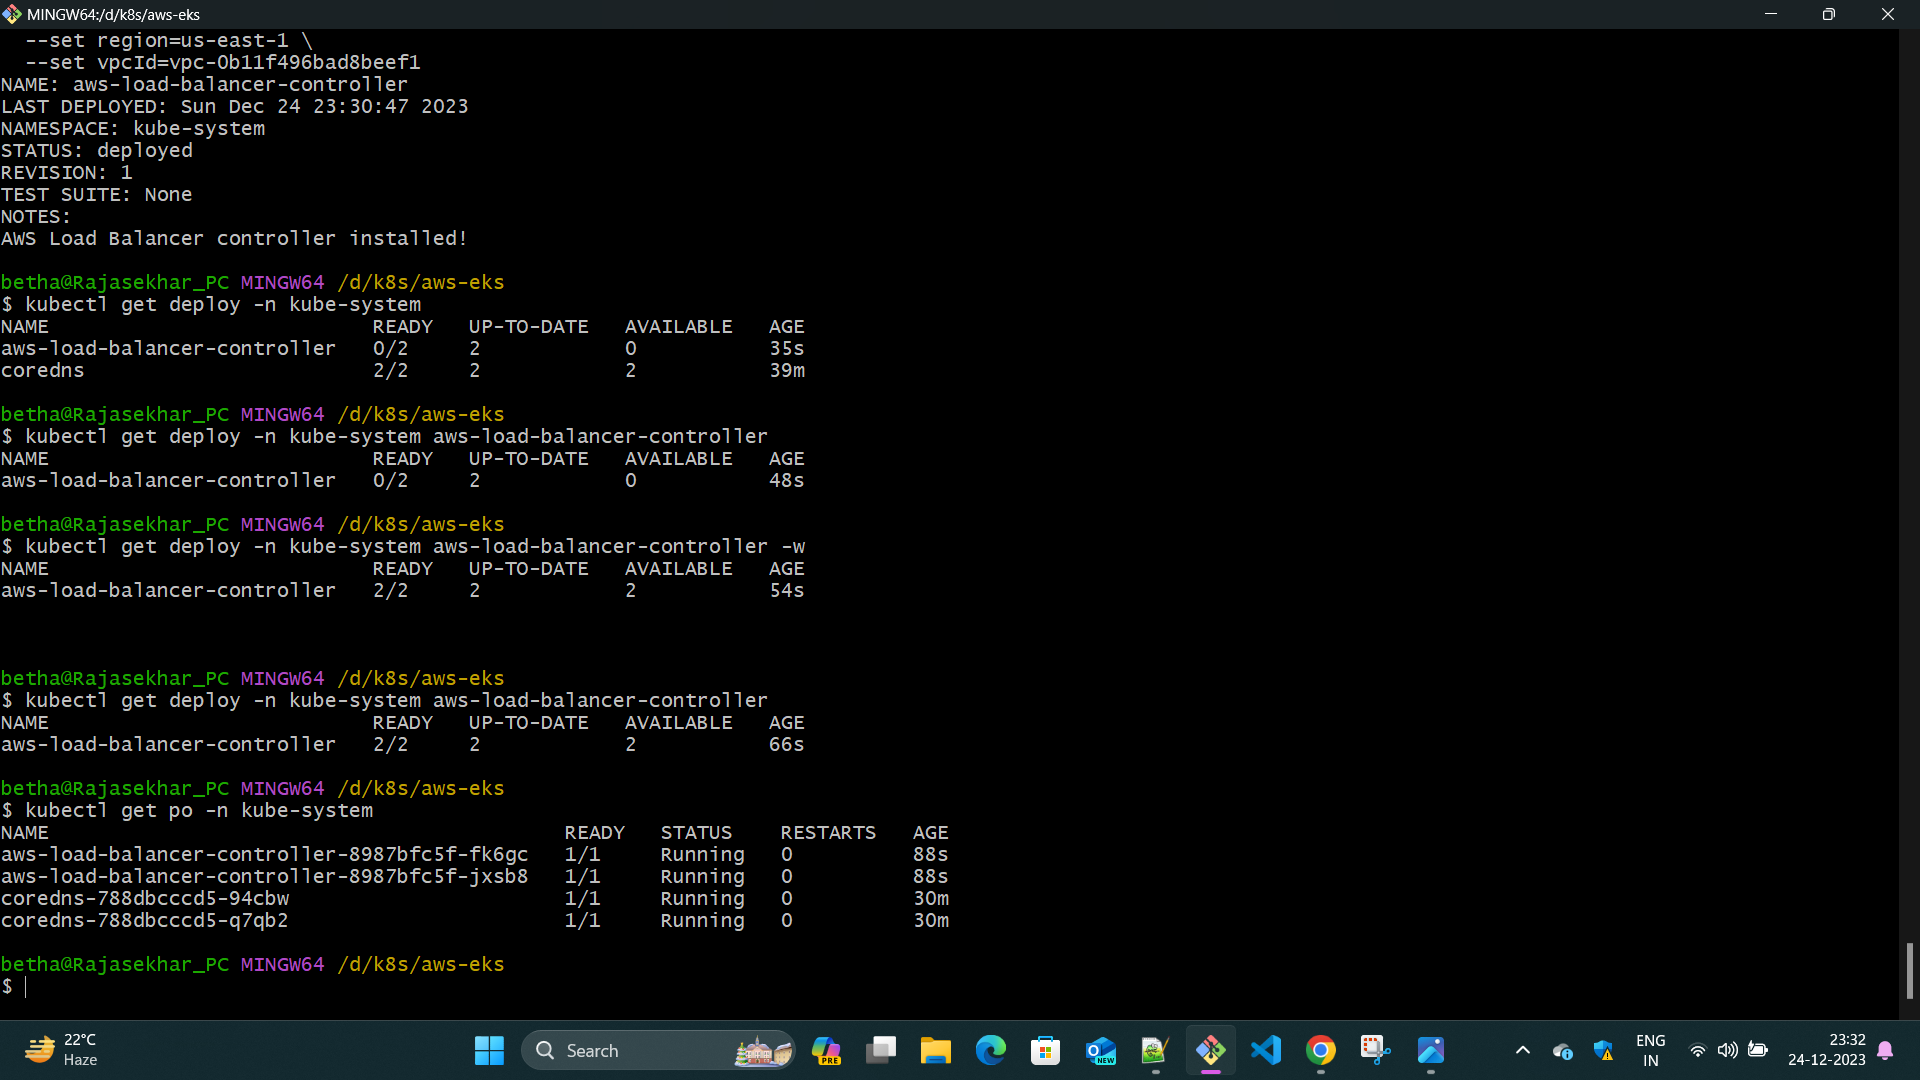 MINGW64:/d/k8s/aws-eks
  --set region=us-east-1 \
  --set vpcId=vpc-0b11f496bad8beef1
NAME: aws-load-balancer-controller
LAST DEPLOYED: Sun Dec 24 23:30:47 2023
NAMESPACE: kube-system
STATUS: deployed
REVISION: 1
TEST SUITE: None
NOTES:
AWS Load Balancer controller installed!
betha@Rajasekhar_PC MINGW64 /d/k8s/aws-eks
$ kubectl get deploy -n kube-system
NAME                           READY   UP-TO-DATE   AVAILABLE   AGE
aws-load-balancer-controller   0/2     2            0           35s
coredns                        2/2     2            2           39m
betha@Rajasekhar_PC MINGW64 /d/k8s/aws-eks
$ kubectl get deploy -n kube-system aws-load-balancer-controller
NAME                           READY   UP-TO-DATE   AVAILABLE   AGE
aws-load-balancer-controller   0/2     2            0           48s
betha@Rajasekhar_PC MINGW64 /d/k8s/aws-eks
$ kubectl get deploy -n kube-system aws-load-balancer-controller -w
NAME                           READY   UP-TO-DATE   AVAILABLE   AGE
aws-load-balancer-controller   2/2     2            2           54s
betha@Rajasekhar_PC MINGW64 /d/k8s/aws-eks
$ kubectl get deploy -n kube-system aws-load-balancer-controller
NAME                           READY   UP-TO-DATE   AVAILABLE   AGE
aws-load-balancer-controller   2/2     2            2           66s
betha@Rajasekhar_PC MINGW64 /d/k8s/aws-eks
$ kubectl get po -n kube-system
NAME                                           READY   STATUS    RESTARTS   AGE
aws-load-balancer-controller-8987bfc5f-fk6gc   1/1     Running   0          88s
aws-load-balancer-controller-8987bfc5f-jxsb8   1/1     Running   0          88s
coredns-788dbcccd5-94cbw                       1/1     Running   0          30m
coredns-788dbcccd5-q7qb2                       1/1     Running   0          30m
betha@Rajasekhar_PC MINGW64 /d/k8s/aws-eks
$
22°C
Haze
Search
PRE
NEW
ENG
IN
23:32
24-12-2023